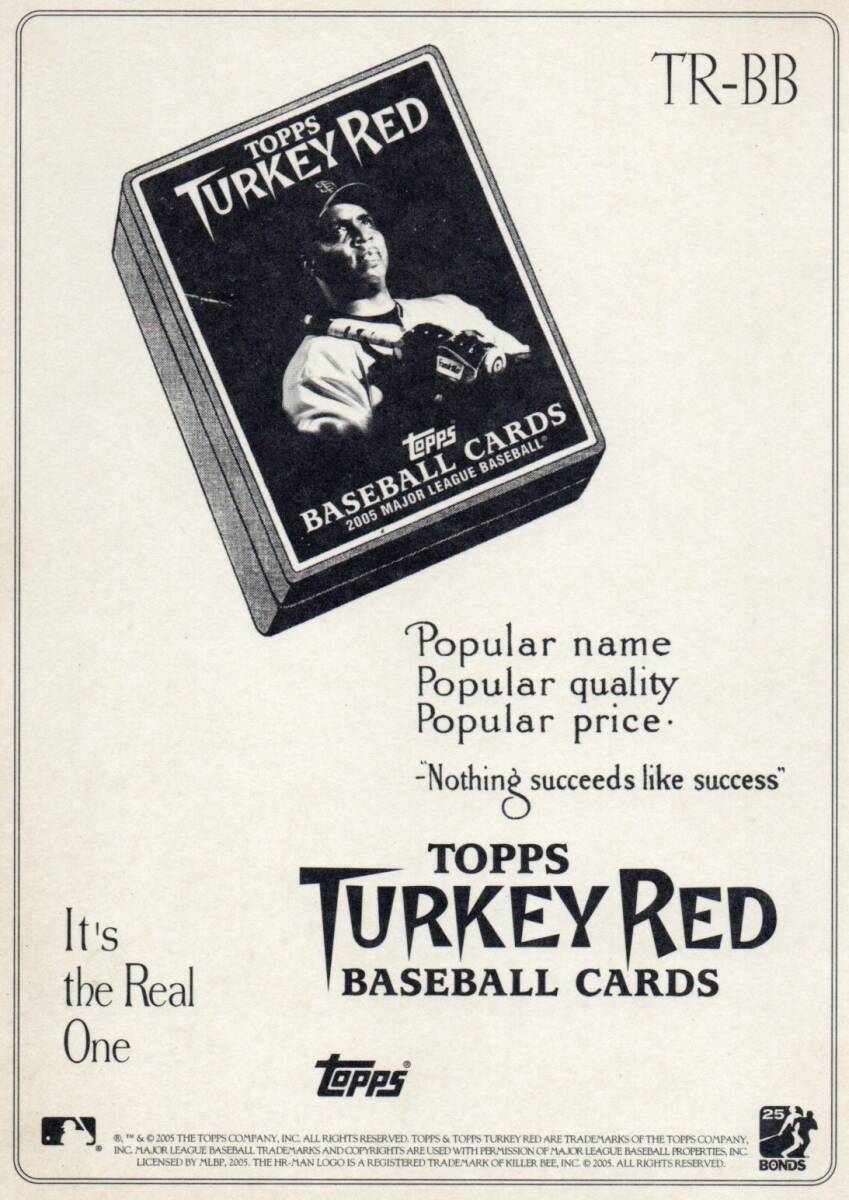 TR-BB
TOPPS
TURKEY RED
SF
Franklin
Topps
BASEBALL CARDS
2005 MAJOR LEAGUE BASEBALL®
Popular name
Popular quality
Popular price.
-"Nothing succeeds like success"
TOPPS
TURKEY RED
BASEBALL CARDS
It's
the Real
One
Topps®
®, ™ & © 2005 THE TOPPS COMPANY, INC. ALL RIGHTS RESERVED. TOPPS & TOPPS TURKEY RED ARE TRADEMARKS OF THE TOPPS COMPANY,
INC. MAJOR LEAGUE BASEBALL TRADEMARKS AND COPYRIGHTS ARE USED WITH PERMISSION OF MAJOR LEAGUE BASEBALL PROPERTIES, INC.
LICENSED BY MLBP, 2005. THE HR-MAN LOGO IS A REGISTERED TRADEMARK OF KILLER BEE, INC. © 2005. ALL RIGHTS RESERVED.
25
BONDS